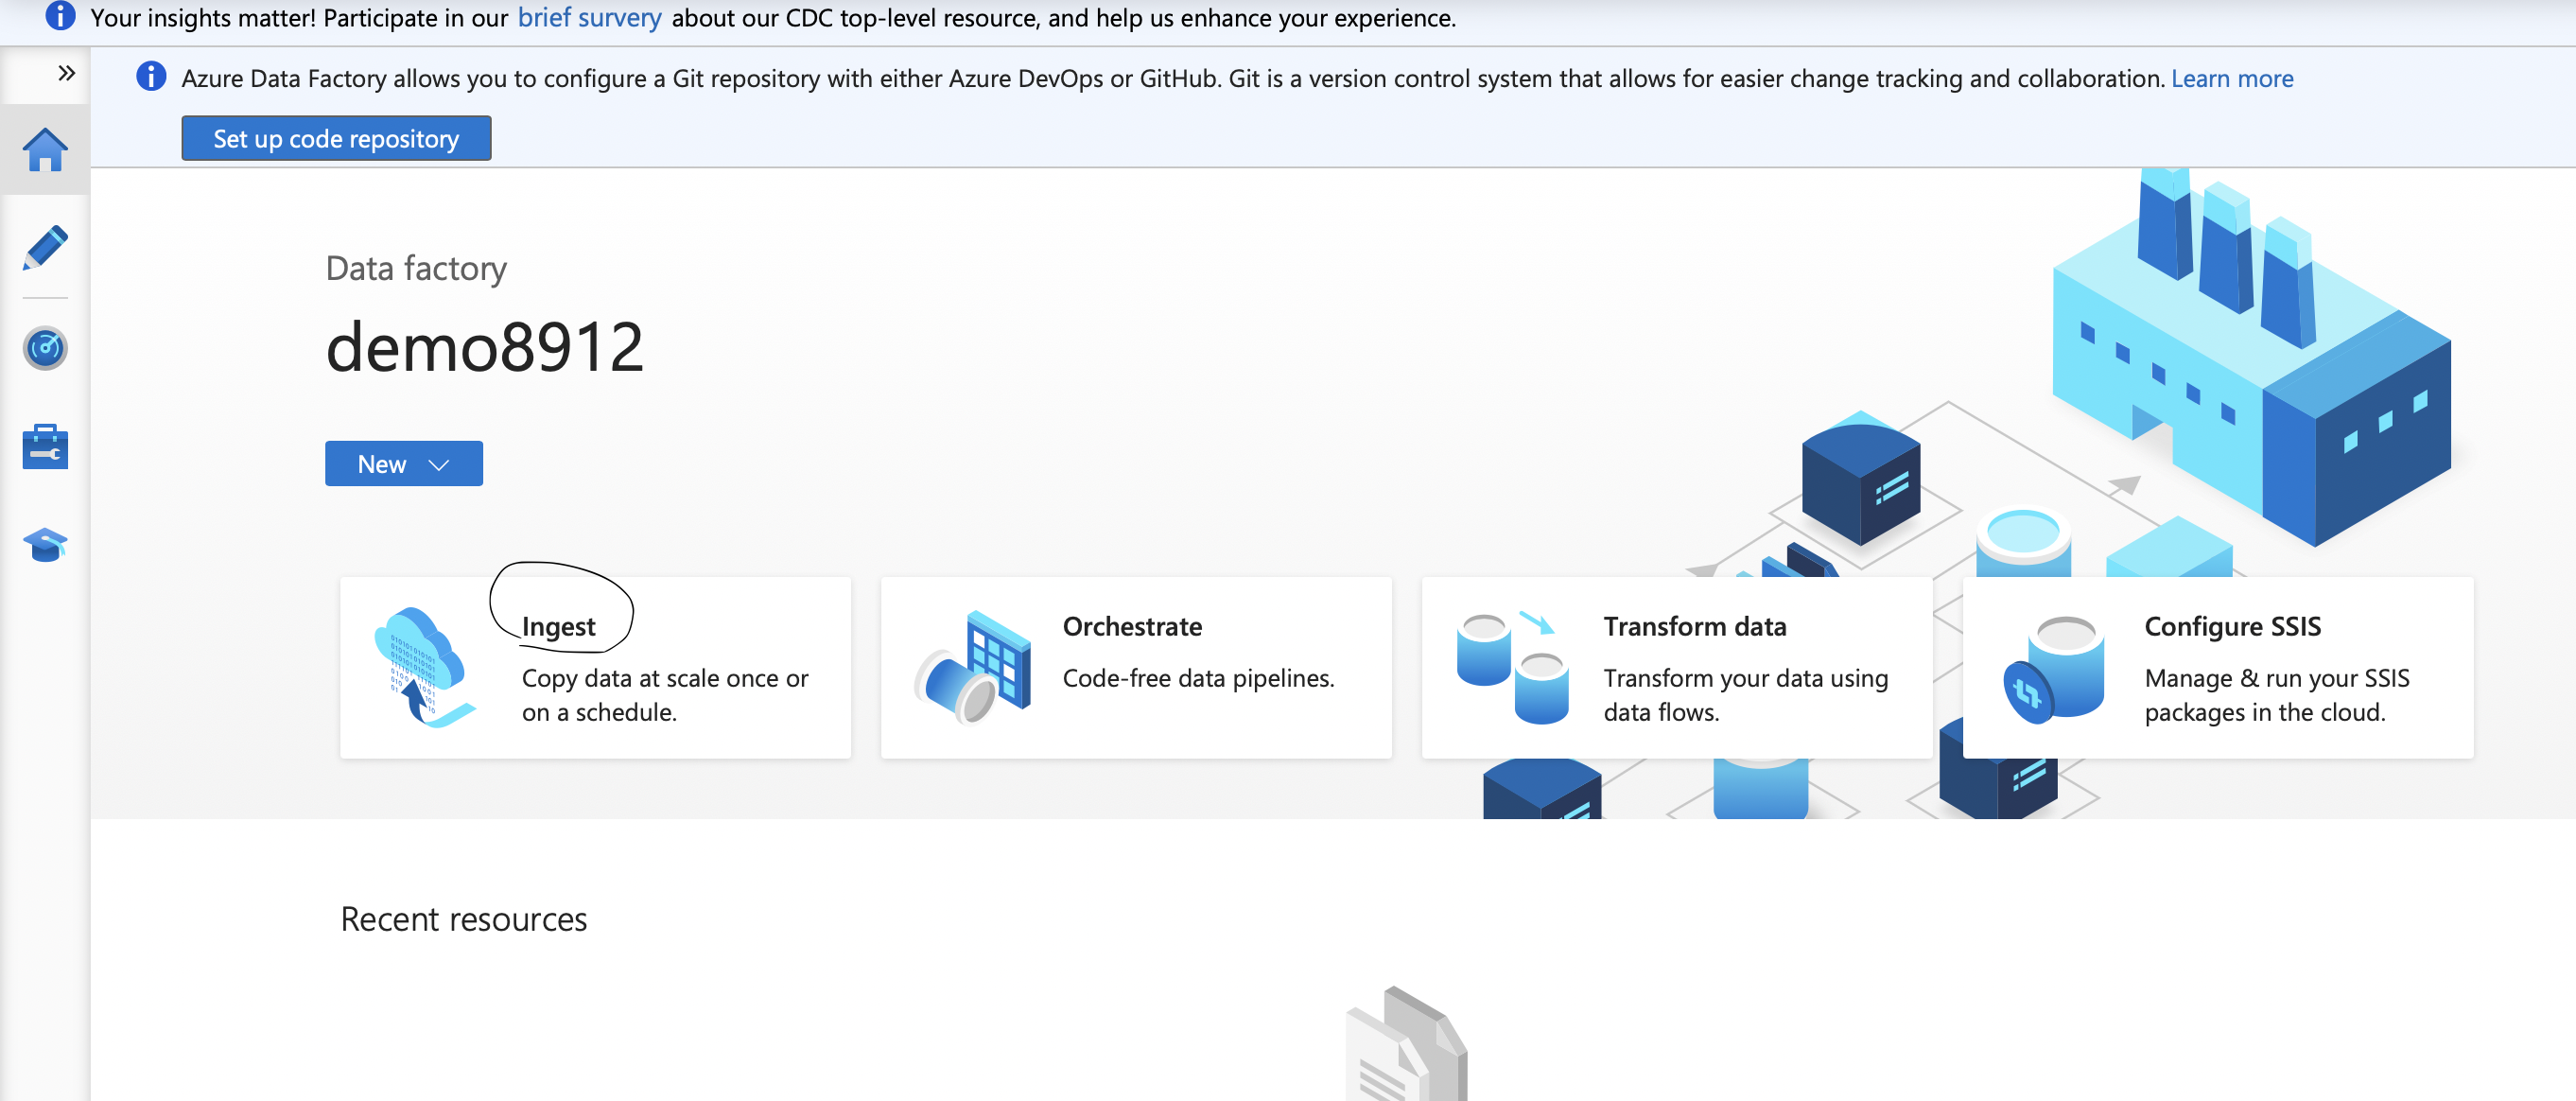 Your insights matter! Participate in our brief survery about our CDC top-level resource, and help us enhance your experience.
Azure Data Factory allows you to configure a Git repository with either Azure DevOps or GitHub. Git is a version control system that allows for easier change tracking and collaboration. Learn more
Set up code repository
Data factory
demo8912
New
Ingest
Copy data at scale once or
on a schedule.
Orchestrate
Code-free data pipelines.
Transform data
Transform your data using
data flows.
Configure SSIS
Manage & run your SSIS
packages in the cloud.
Recent resources